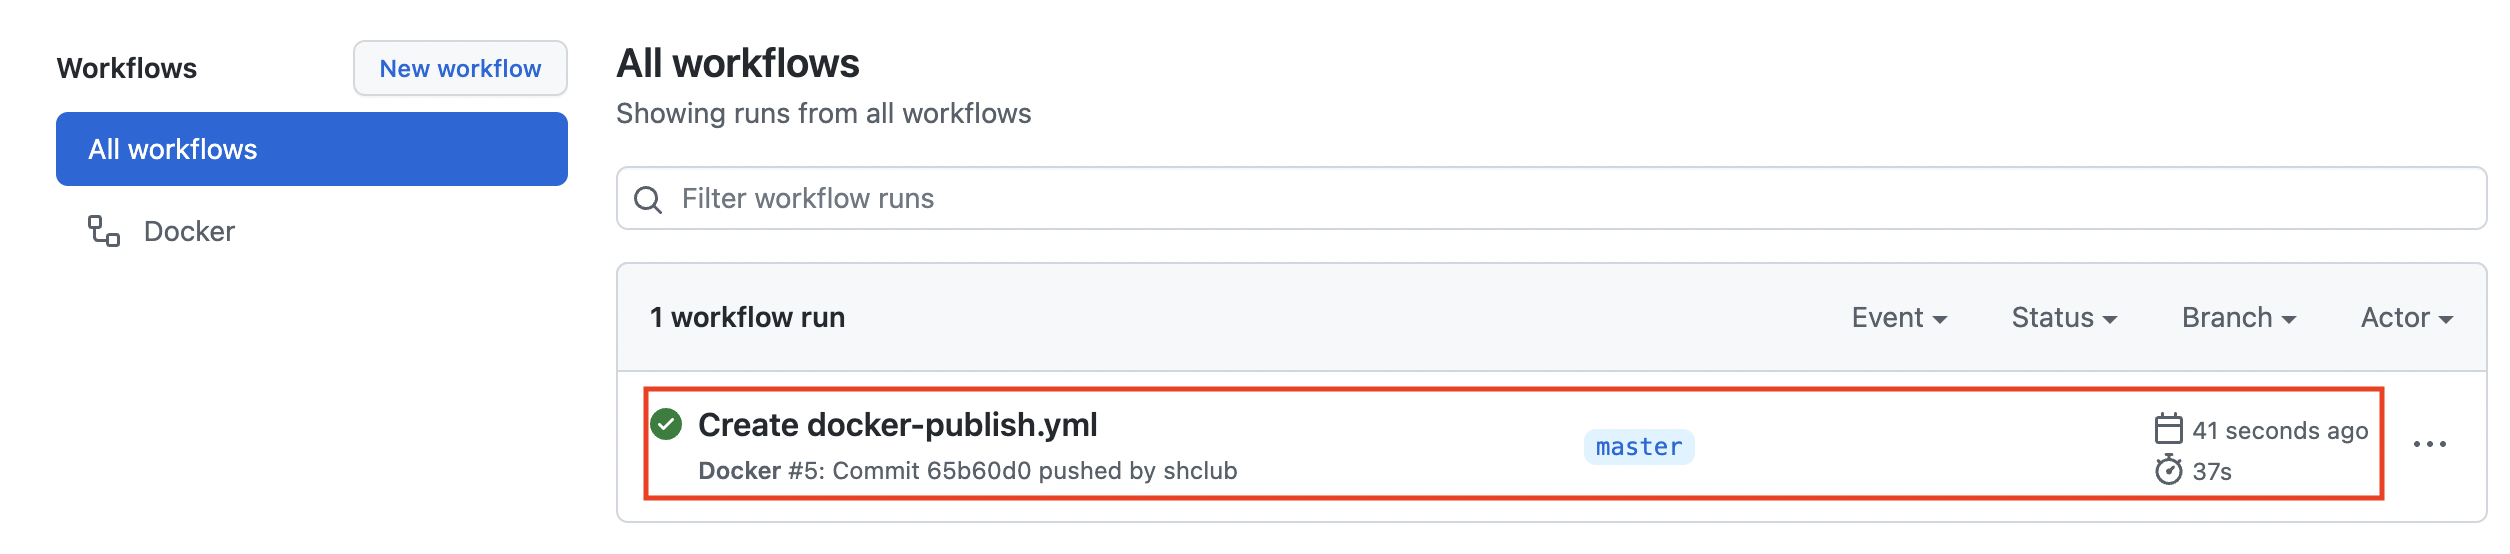 Workflows
New workflow
All workflows
Docker
All workflows
Showing runs from all workflows
Filter workflow runs
1 workflow run
Event
Status
Branch
Actor
Create docker-publish.yml
Docker #5: Commit 65b60d0 pushed by shclub
master
41 seconds ago
37s